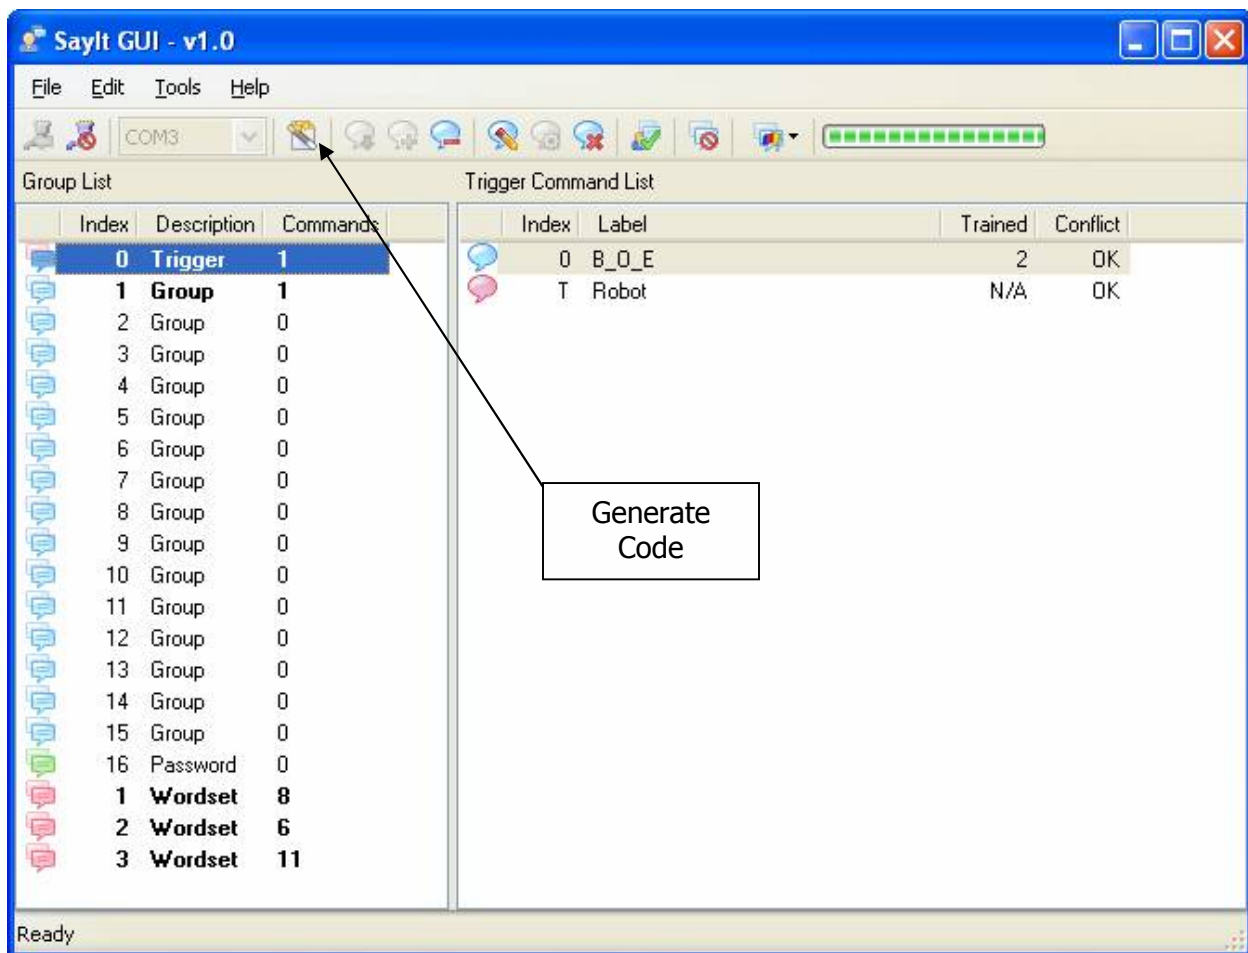 SayIt GUI - v1.0
File Edit Tools Help
COM3
Group List
Trigger Command List
Index Description Commands
Index Label Trained Conflict
0 Trigger 1
0 B_O_E 2 OK
1 Group 1
T Robot N/A OK
2 Group 0
3 Group 0
4 Group 0
5 Group 0
6 Group 0
7 Group 0
8 Group 0
9 Group 0
10 Group 0
11 Group 0
12 Group 0
13 Group 0
14 Group 0
15 Group 0
16 Password 0
1 Wordset 8
2 Wordset 6
3 Wordset 11
Generate
Code
Ready